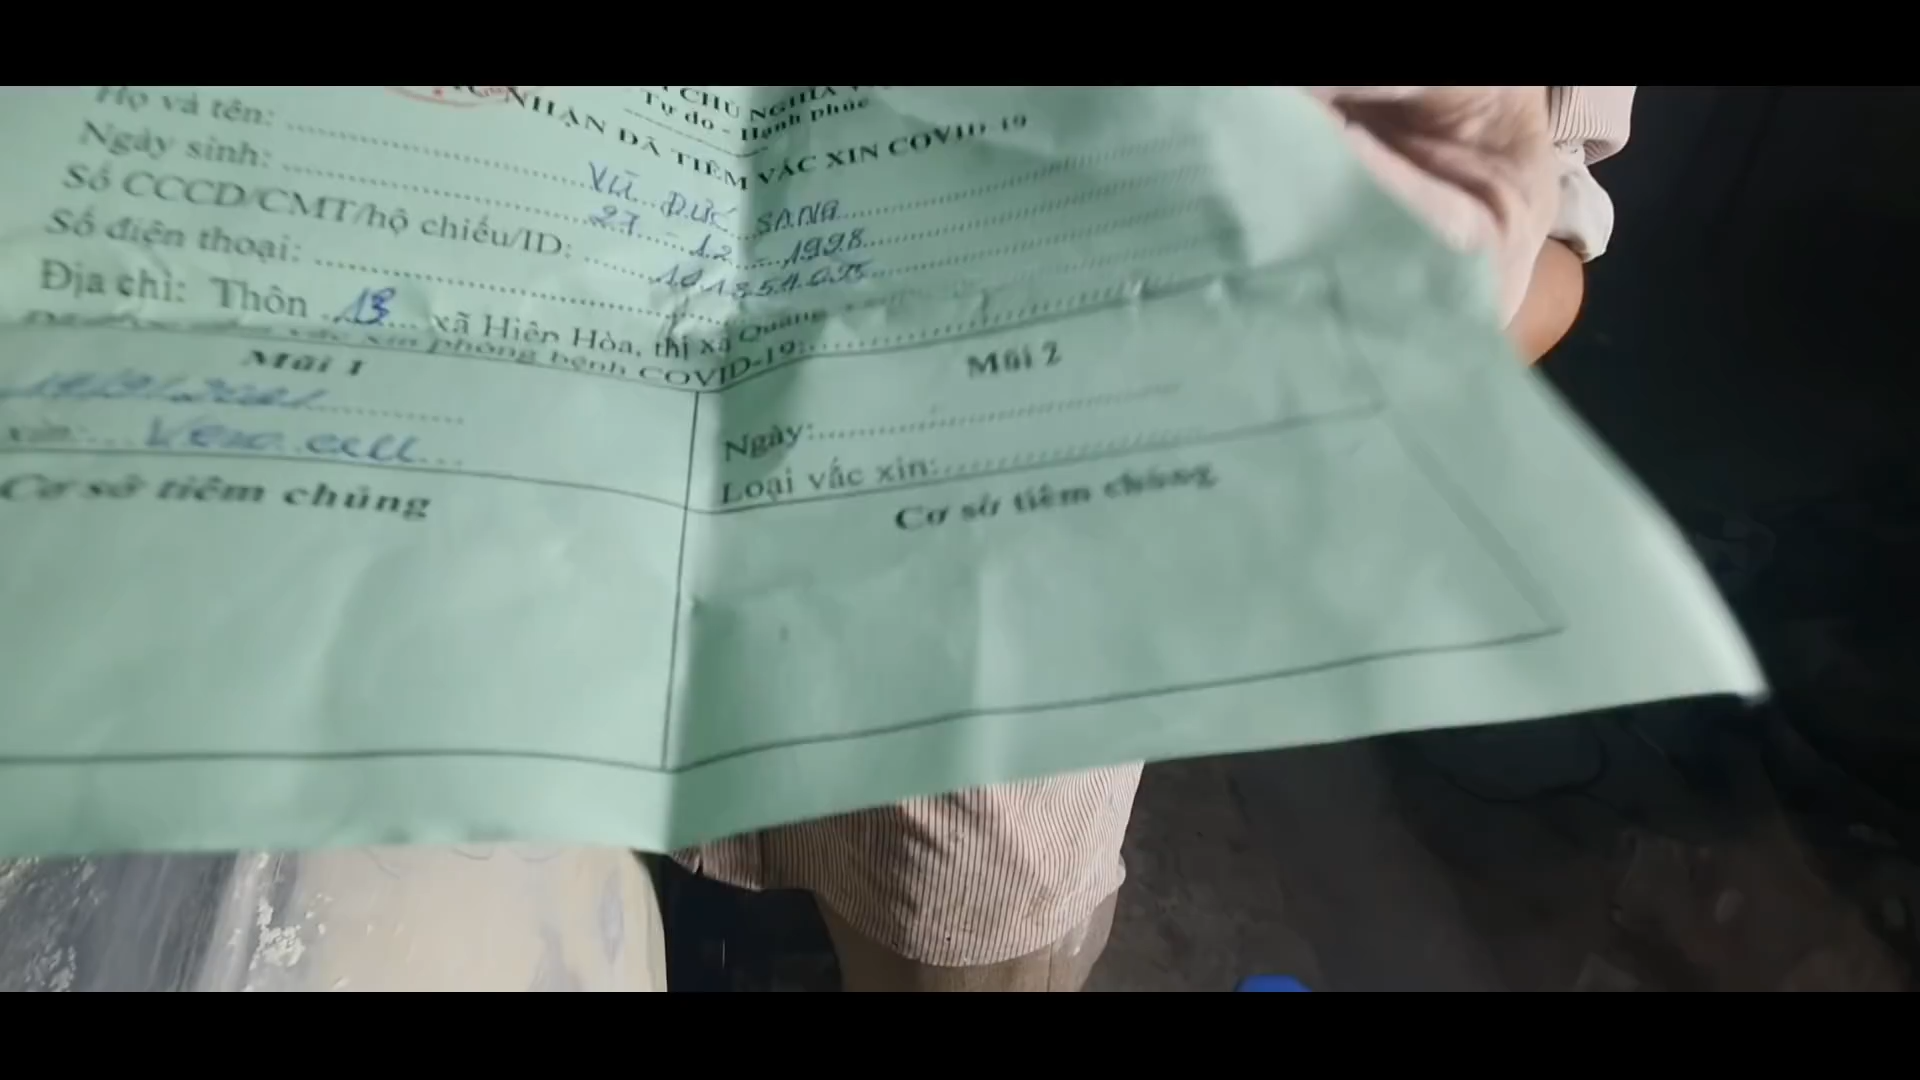 CHỦ NGHĨA
Tự do - Hạnh phúc
NHẬN ĐÃ TIÊM VẮC XIN COVID-19
Họ và tên: VŨ ĐỨC SANG
Ngày sinh: 27 - 12 - 1998
Số CCCD/CMT/hộ chiếu/ID:
Số điện thoại:
Địa chỉ: Thôn 13 xã Hiệp Hòa, thị xã Quảng
vắc xin phòng bệnh COVID-19:
Mũi 1
Vero cell
Cơ sở tiêm chủng
Mũi 2
Ngày:
Loại vắc xin:
Cơ sở tiêm chủng